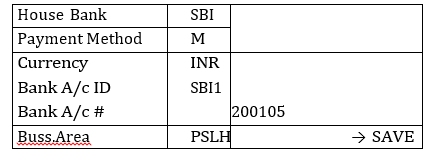 House Bank SBI
Payment Method M
Currency INR
Bank A/c ID SBI1
Bank A/c # 200105
Buss.Area PSLH → SAVE